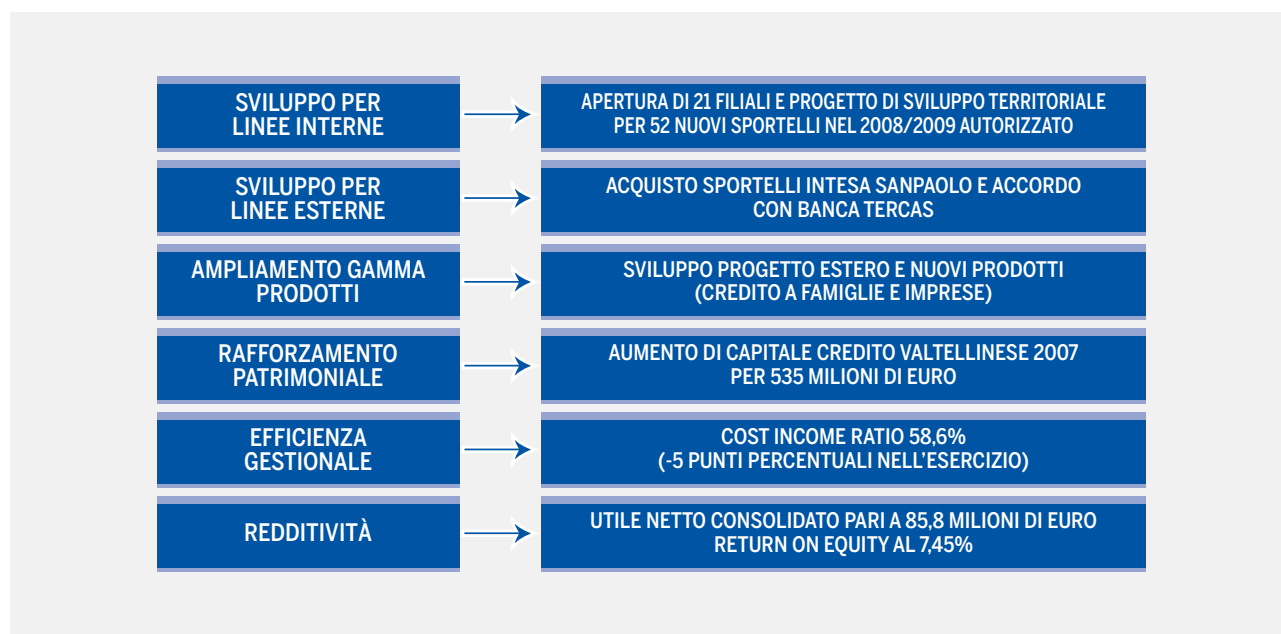 SVILUPPO PER
LINEE INTERNE
APERTURA DI 21 FILIALI E PROGETTO DI SVILUPPO TERRITORIALE
PER 52 NUOVI SPORTELLI NEL 2008/2009 AUTORIZZATO
SVILUPPO PER
LINEE ESTERNE
ACQUISTO SPORTELLI INTESA SANPAOLO E ACCORDO
CON BANCA TERCAS
AMPLIAMENTO GAMMA
PRODOTTI
SVILUPPO PROGETTO ESTERO E NUOVI PRODOTTI
(CREDITO A FAMIGLIE E IMPRESE)
RAFFORZAMENTO
PATRIMONIALE
AUMENTO DI CAPITALE CREDITO VALTELLINESE 2007
PER 535 MILIONI DI EURO
EFFICIENZA
GESTIONALE
COST INCOME RATIO 58,6%
(-5 PUNTI PERCENTUALI NELL'ESERCIZIO)
REDDITIVITÀ
UTILE NETTO CONSOLIDATO PARI A 85,8 MILIONI DI EURO
RETURN ON EQUITY AL 7,45%